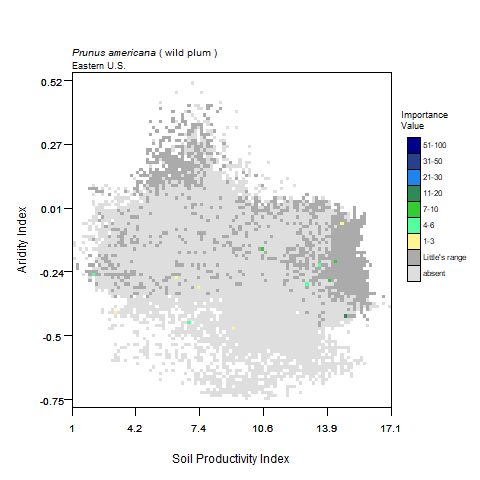 Prunus americana ( wild plum )
Eastern U.S.
0.52
0.27
0.01
-0.24
-0.5
-0.75
Aridity Index
1 4.2 7.4 10.6 13.9 17.1
Soil Productivity Index
Importance
Value
51-100
31-50
21-30
11-20
7-10
4-6
1-3
Little's range
absent